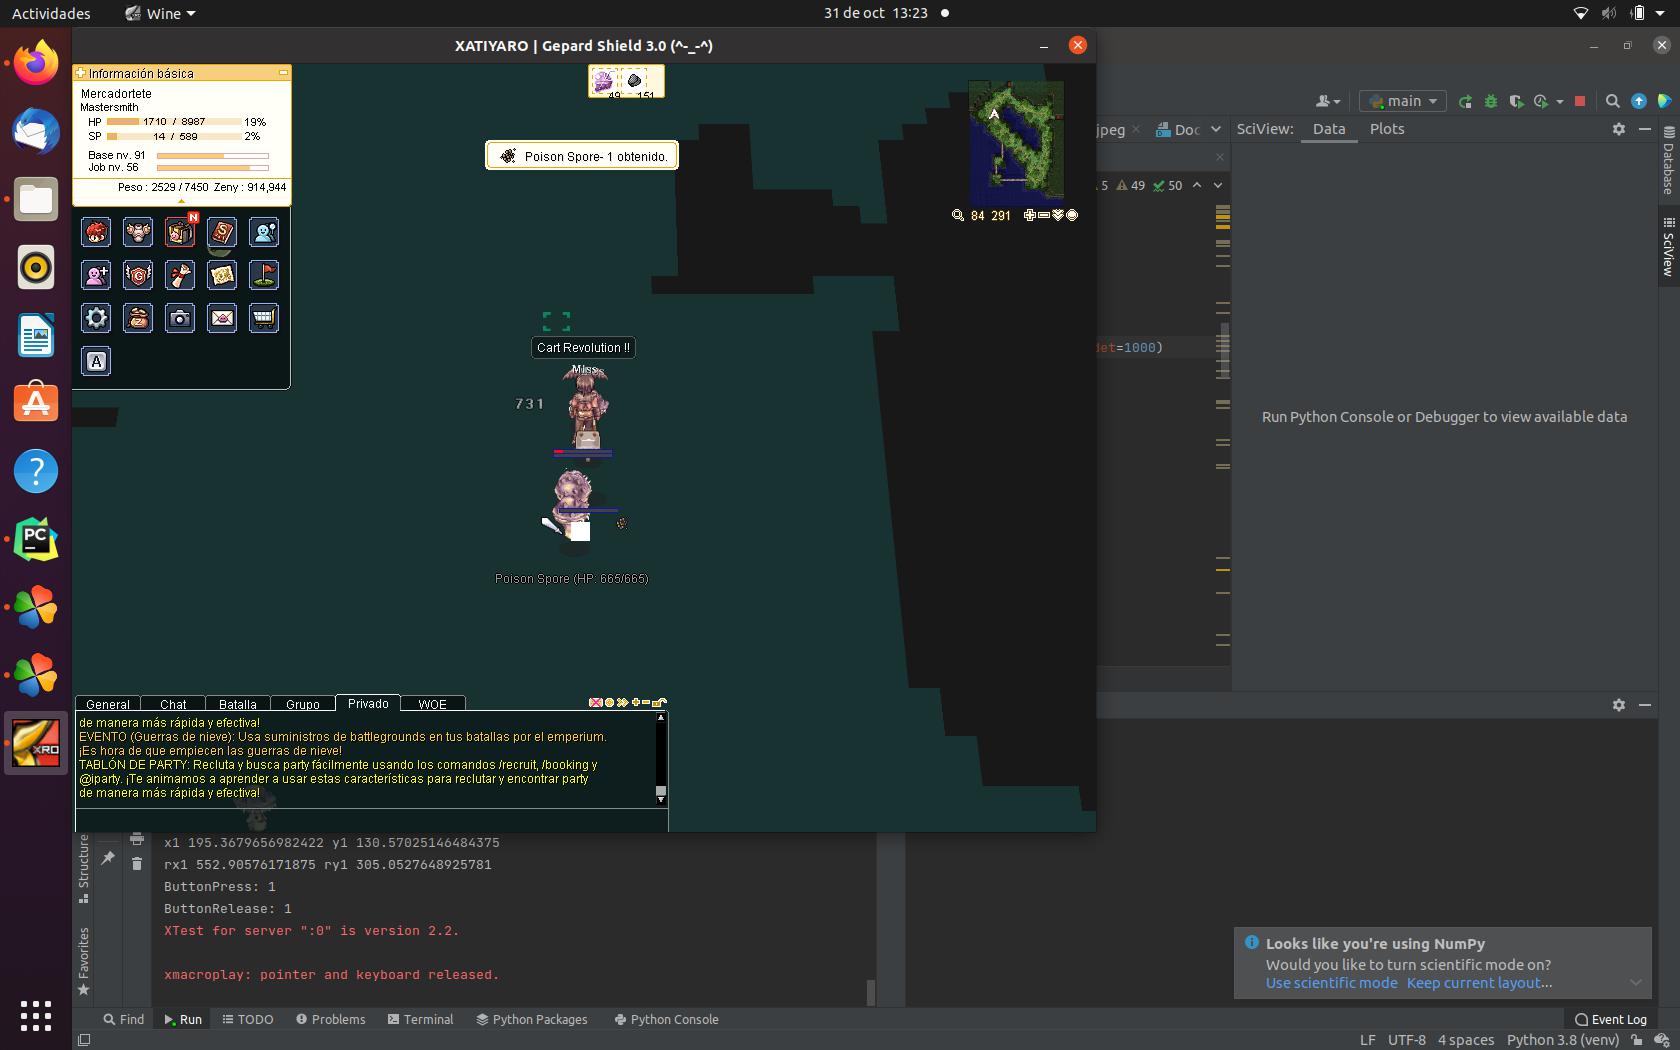 Actividades
Wine
31 de oct 13:23
XATIYARO | Gepard Shield 3.0 (^-_-^)
Información básica
Mercadortete
Mastersmith
HP 1710 / 8987 19%
SP 14 / 589 2%
Base nv. 91
Job nv. 56
Peso : 2529 / 7450 Zeny : 914,944
N
A
49 151
Poison Spore- 1 obtenido.
84 291
Cart Revolution !!
Miss
731
Poison Spore (HP: 665/665)
General
Chat
Batalla
Grupo
Privado
WOE
de manera más rápida y efectiva!
EVENTO (Guerras de nieve): Usa suministros de battlegrounds en tus batallas por el emperium.
¡Es hora de que empiecen las guerras de nieve!
TABLÓN DE PARTY: Recluta y busca party fácilmente usando los comandos /recruit, /booking y
@iparty. ¡Te animamos a aprender a usar estas características para reclutar y encontrar party
de manera más rápida y efectiva!
main
jpeg
Doc
SciView:
Data
Plots
5
49
50
det=1000)
Run Python Console or Debugger to view available data
Database
SciView
PC
XRO
x1 195.3679656982422 y1 130.57025146484375
rx1 552.90576171875 ry1 305.0527648925781
ButtonPress: 1
ButtonRelease: 1
XTest for server ":0" is version 2.2.
xmacroplay: pointer and keyboard released.
Structure
Favorites
Looks like you're using NumPy
Would you like to turn scientific mode on?
Use scientific mode
Keep current layout...
Find
Run
TODO
Problems
Terminal
Python Packages
Python Console
Event Log
LF
UTF-8
4 spaces
Python 3.8 (venv)